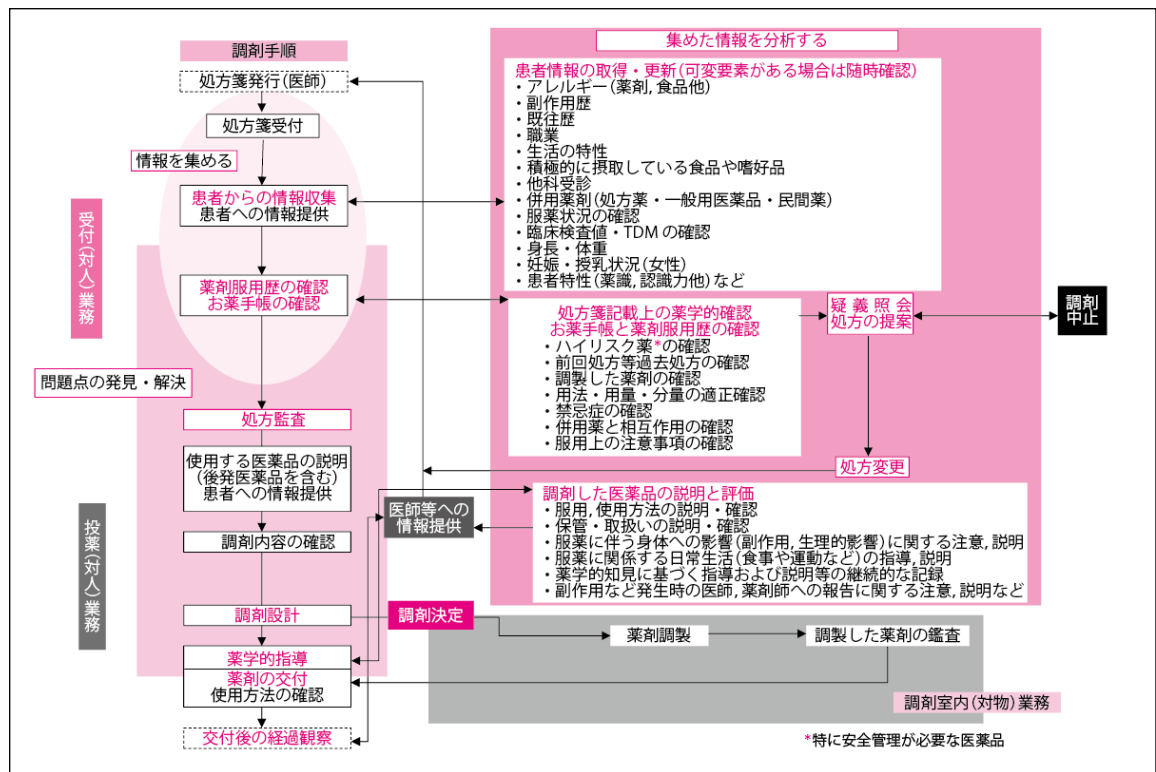 調剤手順
処方箋発行(医師)
処方箋受付
情報を集める
患者からの情報収集
患者への情報提供
受付(対人)業務
薬剤服用歴の確認
お薬手帳の確認
問題点の発見・解決
処方監査
使用する医薬品の説明
(後発医薬品を含む)
患者への情報提供
調剤内容の確認
投薬(対人)業務
調剤設計
調剤決定
薬学的指導
薬剤の交付
使用方法の確認
交付後の経過観察
医師等への
情報提供
集めた情報を分析する
患者情報の取得・更新(可変要素がある場合は随時確認)
・アレルギー(薬剤, 食品他)
・副作用歴
・既往歴
・職業
・生活の特性
・積極的に摂取している食品や嗜好品
・他科受診
・併用薬剤(処方薬・一般用医薬品・民間薬)
・服薬状況の確認
・臨床検査値・TDM の確認
・身長・体重
・妊娠・授乳状況(女性)
・患者特性(薬識, 認識力他)など
処方箋記載上の薬学的確認
お薬手帳と薬剤服用歴の確認
・ハイリスク薬*の確認
・前回処方等過去処方の確認
・調製した薬剤の確認
・用法・用量・分量の適正確認
・禁忌症の確認
・併用薬と相互作用の確認
・服用上の注意事項の確認
疑義照会
処方の提案
調剤
中止
処方変更
調剤した医薬品の説明と評価
・服用, 使用方法の説明・確認
・保管・取扱いの説明・確認
・服薬に伴う身体への影響(副作用, 生理的影響)に関する注意, 説明
・服薬に関係する日常生活(食事や運動など)の指導, 説明
・薬学的知見に基づく指導および説明等の継続的な記録
・副作用など発生時の医師, 薬剤師への報告に関する注意, 説明など
薬剤調製
調製した薬剤の鑑査
調剤室内(対物)業務
*特に安全管理が必要な医薬品